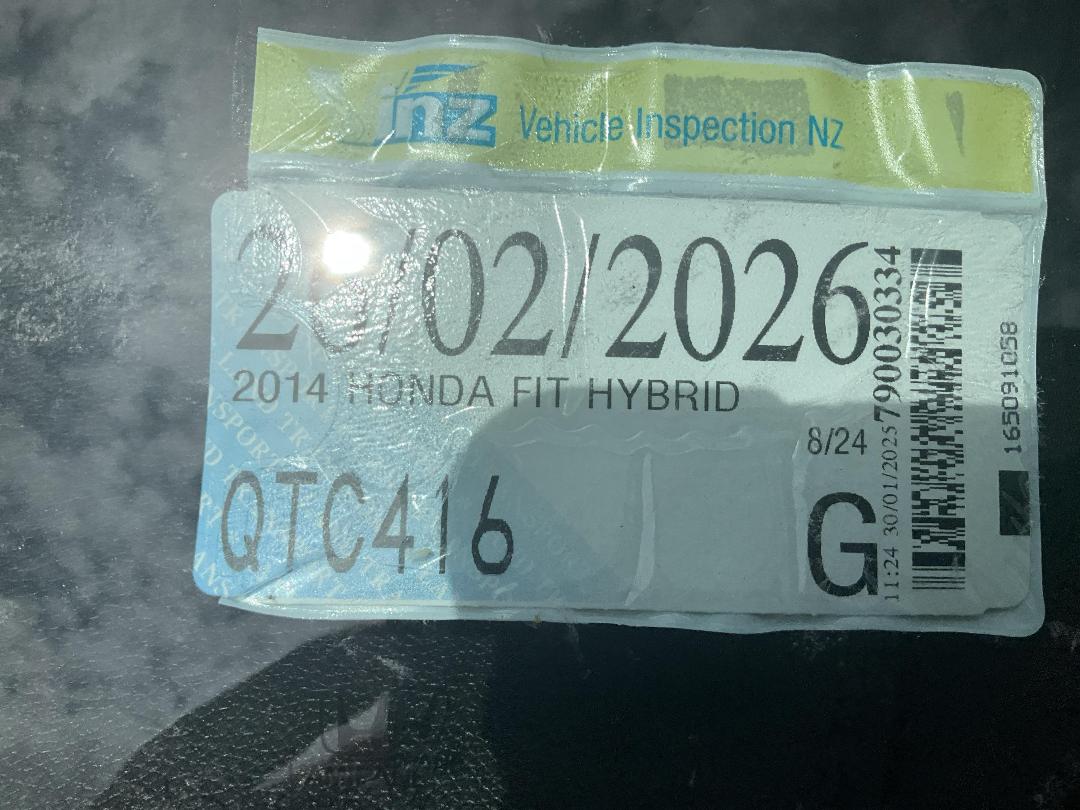 nz Vehicle Inspection NZ
/02/2026
2014 HONDA FIT HYBRID
8/24
QTC416
G
11:24 30/01/2025 790030334
165091058